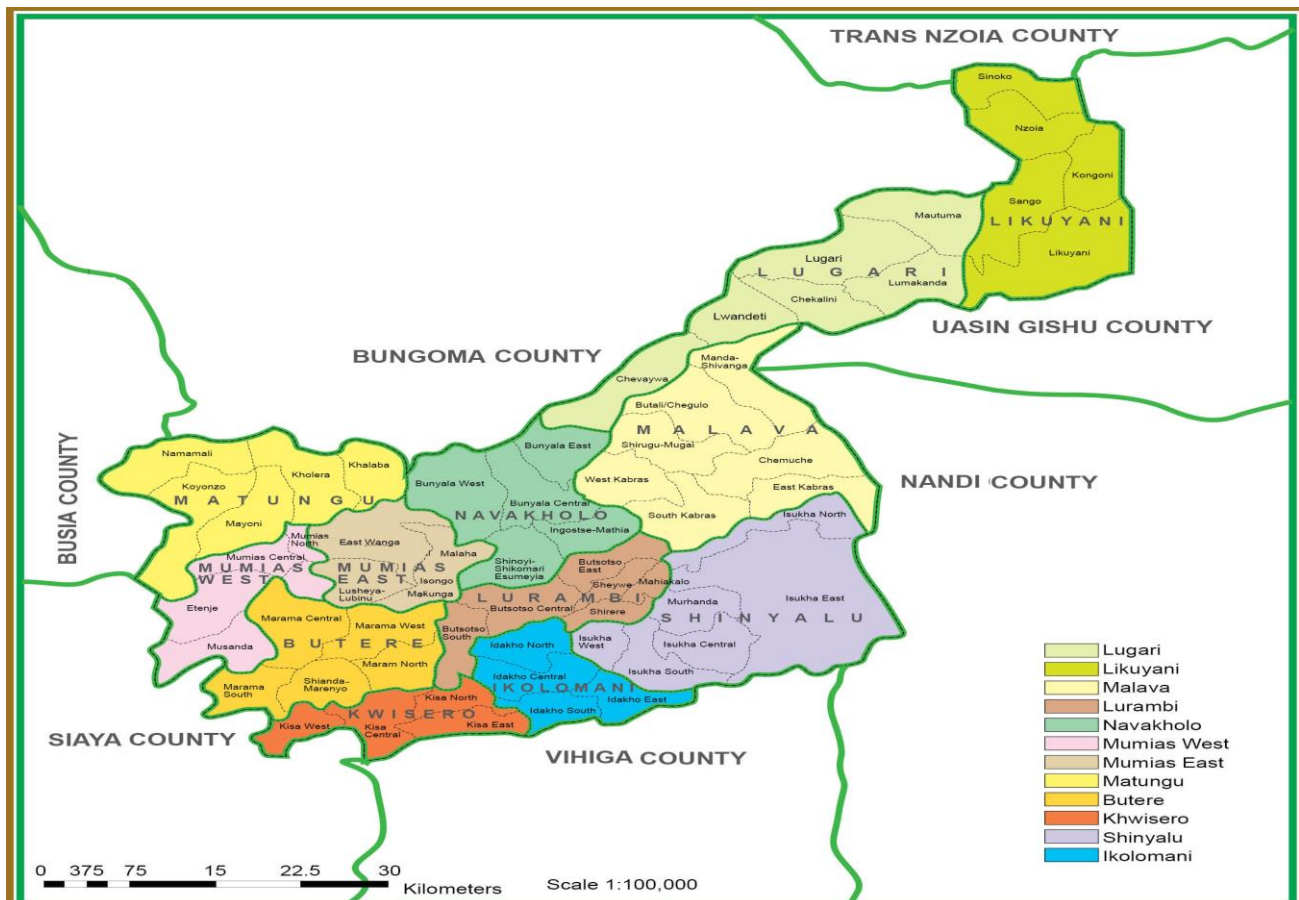 TRANS NZOIA COUNTY
Sinoko
Nzoia
Kongoni
Sango
LIKUYANI
Likuyani
Mautuma
Lugari
LUGARI
Lumakanda
Chekalini
Lwandeti
UASIN GISHU COUNTY
BUNGOMA COUNTY
Manda-
Shivanga
Chevaywa
Butali/Chegulo
MALAVA
Shirugu-Mugai
Chemuche
West Kabras
East Kabras
South Kabras
NANDI COUNTY
BUSIA COUNTY
Namamali
Khalaba
Kholera
Koyonzo
MATUNGU
Mayoni
Bunyala East
Bunyala West
Bunyala Central
NAVAKHOLO
Ingostse-Mathia
Shinoyi-
Shikomari
Esumeyia
Mumias
North
Mumias Central
MUMIAS
WEST
Etenje
Musanda
East Wanga
Malaha
MUMIAS
EAST
Isongo
Lusheya-
Lubinu
Makunga
Butsotso
East
Sheywe
Mahiakalo
LURAMBI
Butsotso Central
Shirere
Butsotso
South
Isukha North
Isukha East
Murhanda
SHINYALU
Isukha
West
Isukha Central
Isukha South
Marama Central
Marama West
BUTERE
Maram North
Shianda-
Marenyo
Marama
South
Idakho North
Idakho Central
IKOLOMANI
Idakho East
Idakho South
Kisa North
KWISERO
Kisa West
Kisa
Central
Kisa East
SIAYA COUNTY
VIHIGA COUNTY
Lugari
Likuyani
Malava
Lurambi
Navakholo
Mumias West
Mumias East
Matungu
Butere
Khwisero
Shinyalu
Ikolomani
0 375 75 15 22.5 30
Kilometers
Scale 1:100,000